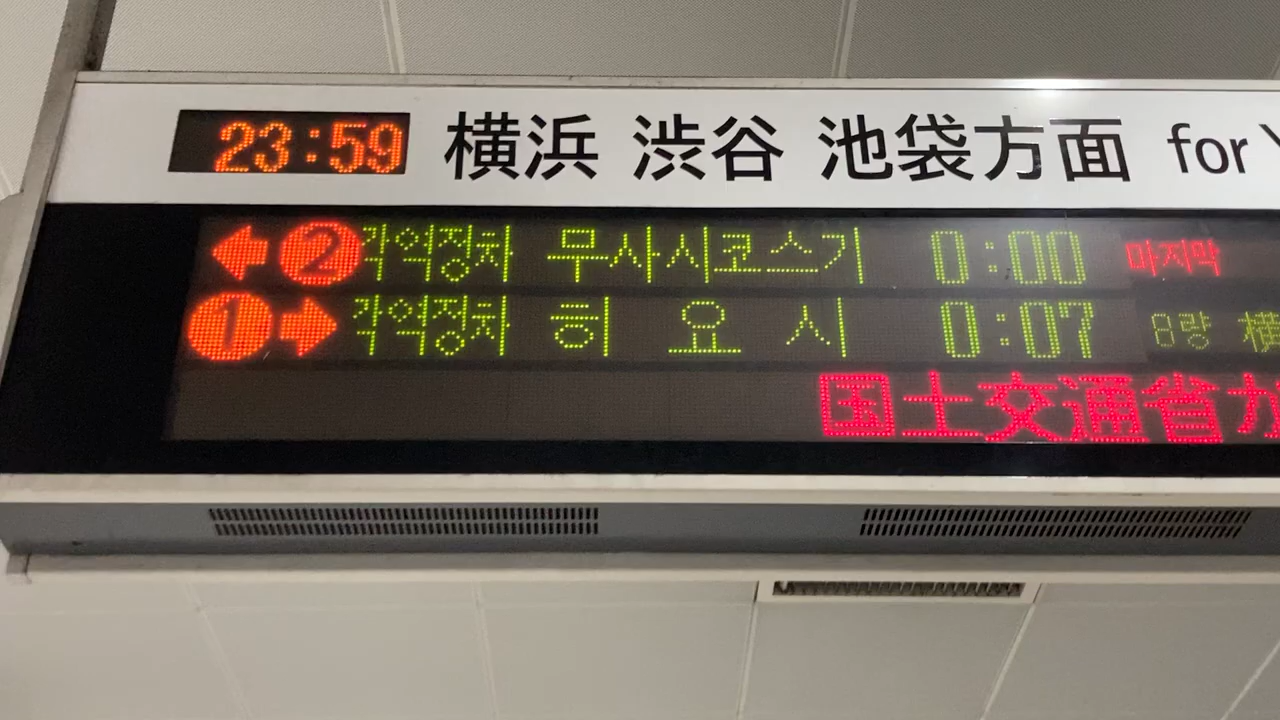 23:59 横浜 渋谷 池袋方面 for
← 2 각역정차 무사시코스기 0:00 마지막
1 → 각역정차 히요시 0:07 8량
国土交通省か